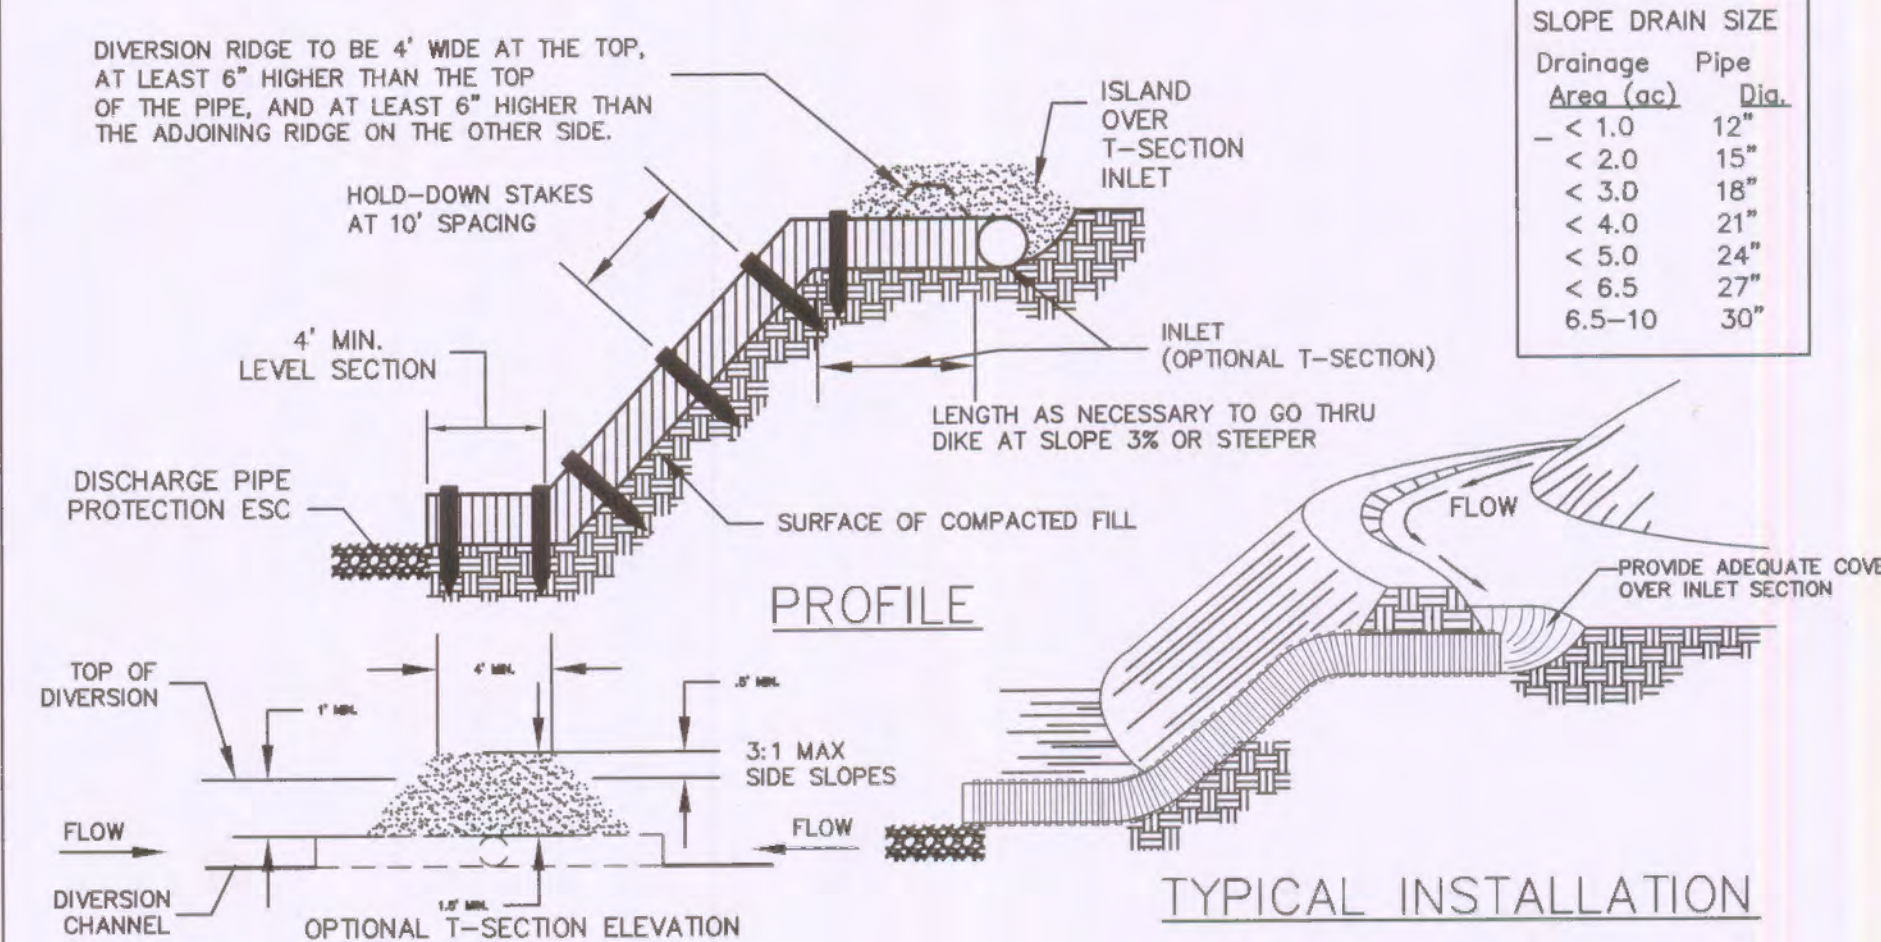 DIVERSION RIDGE TO BE 4' WIDE AT THE TOP,
AT LEAST 6" HIGHER THAN THE TOP
OF THE PIPE, AND AT LEAST 6" HIGHER THAN
THE ADJOINING RIDGE ON THE OTHER SIDE.
HOLD-DOWN STAKES
AT 10' SPACING
ISLAND
OVER
T-SECTION
INLET
SLOPE DRAIN SIZE
Drainage Pipe
Area (ac) Dia.
< 1.0 12"
< 2.0 15"
< 3.0 18"
< 4.0 21"
< 5.0 24"
< 6.5 27"
6.5-10 30"
4' MIN.
LEVEL SECTION
INLET
(OPTIONAL T-SECTION)
LENGTH AS NECESSARY TO GO THRU
DIKE AT SLOPE 3% OR STEEPER
DISCHARGE PIPE
PROTECTION ESC
SURFACE OF COMPACTED FILL
PROFILE
FLOW
PROVIDE ADEQUATE COVE
OVER INLET SECTION
TOP OF
DIVERSION
4' MIN.
.5' MIN.
1' MIN.
3:1 MAX
SIDE SLOPES
FLOW
FLOW
DIVERSION
CHANNEL
1.5' MIN.
OPTIONAL T-SECTION ELEVATION
TYPICAL INSTALLATION